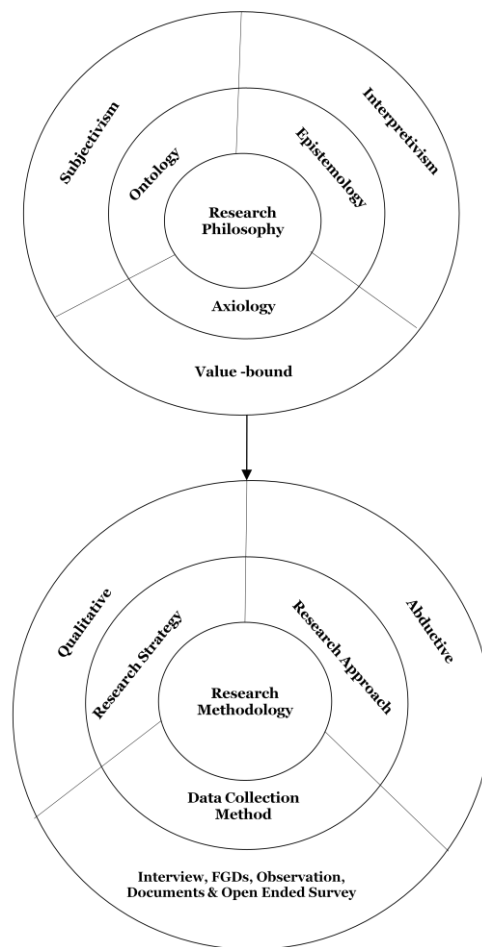 Subjectivism
Interpretivism
Ontology
Epistemology
Research
Philosophy
Axiology
Value -bound
Qualitative
Abductive
Research Strategy
Research Approach
Research
Methodology
Data Collection
Method
Interview, FGDs, Observation,
Documents & Open Ended Survey